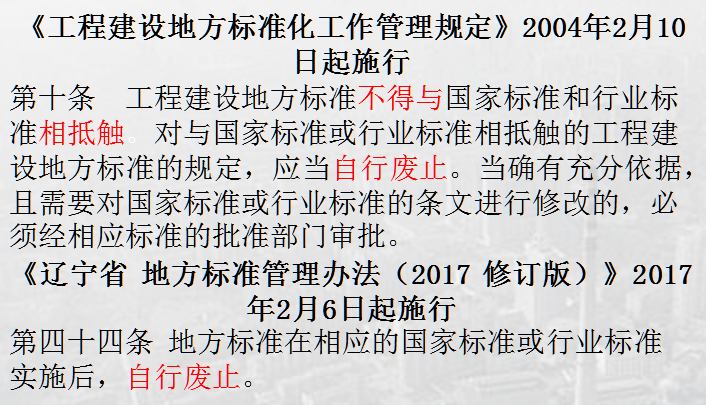 《工程建设地方标准化工作管理规定》2004年2月10
日起施行
第十条　工程建设地方标准不得与国家标准和行业标
准相抵触。对与国家标准或行业标准相抵触的工程建
设地方标准的规定，应当自行废止。当确有充分依据，
且需要对国家标准或行业标准的条文进行修改的，必
须经相应标准的批准部门审批。
《辽宁省 地方标准管理办法（2017 修订版）》2017
年2月6日起施行
第四十四条 地方标准在相应的国家标准或行业标准
实施后，自行废止。